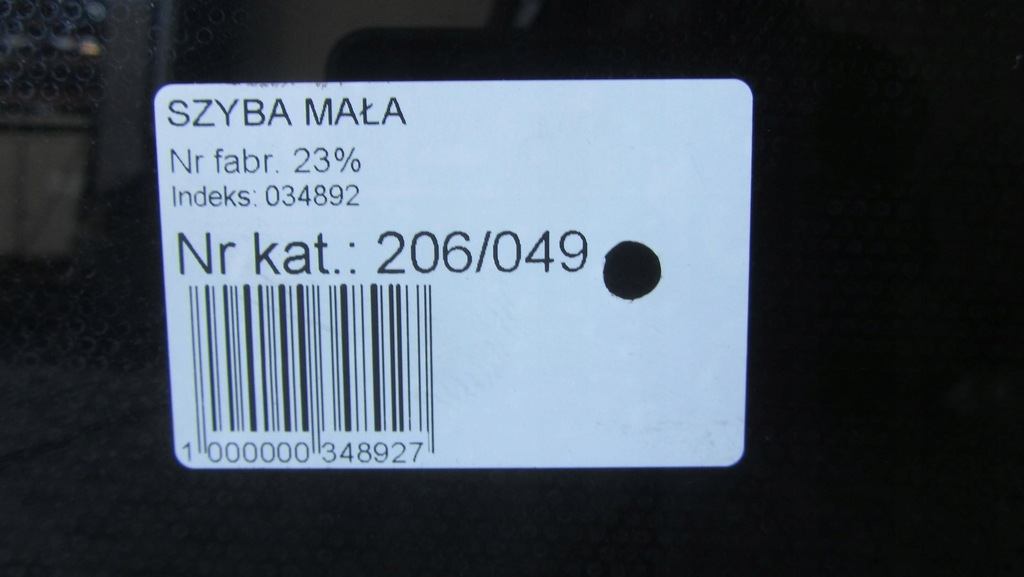 SZYBA MAŁA
Nr fabr. 23%
Indeks: 034892
Nr kat.: 206/049
1 000000 348927